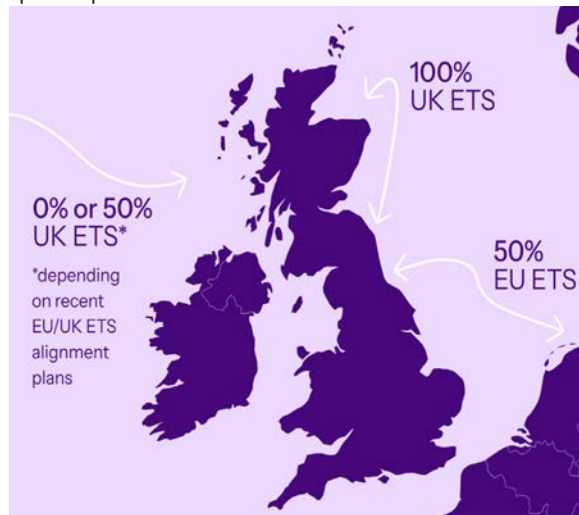 100%
UK ETS
0% or 50%
UK ETS*
*depending
on recent
EU/UK ETS
alignment
plans
50%
EU ETS